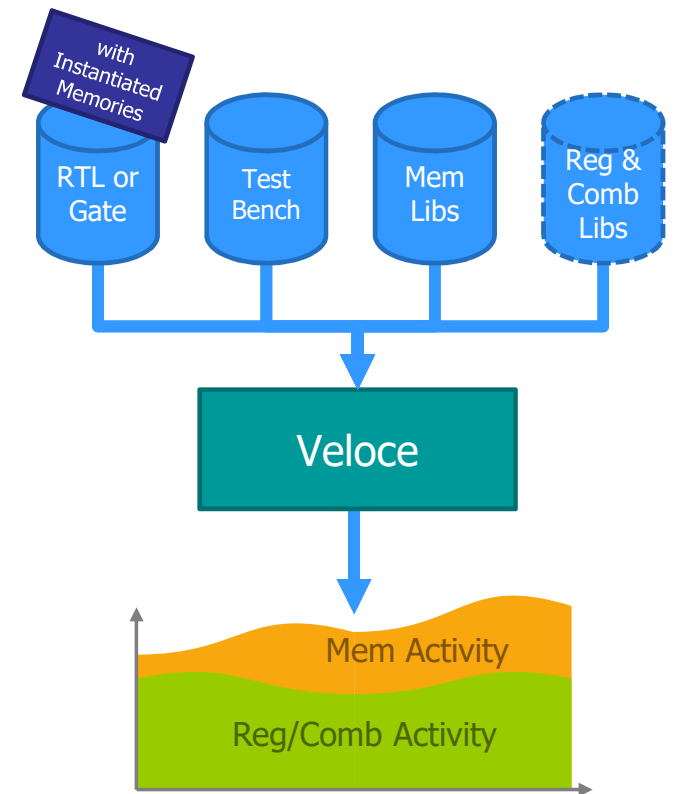 with
Instantiated
Memories
RTL or
Gate
Test
Bench
Mem
Libs
Reg &
Comb
Libs
Veloce
Mem Activity
Reg/Comb Activity